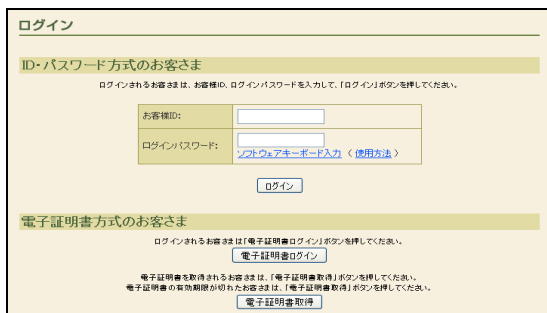 ログイン
ID・パスワード方式のお客さま
ログインされるお客さまは、お客様ID、ログインパスワードを入力して、「ログイン」ボタンを押してください。
お客様ID:
ログインパスワード:
ソフトウェアキーボード入力 （使用方法）
ログイン
電子証明書方式のお客さま
ログインされるお客さまは「電子証明書ログイン」ボタンを押してください。
電子証明書ログイン
電子証明書を取得されるお客さまは、「電子証明書取得」ボタンを押してください。
電子証明書の有効期限が切れたお客さまは、「電子証明書取得」ボタンを押してください。
電子証明書取得